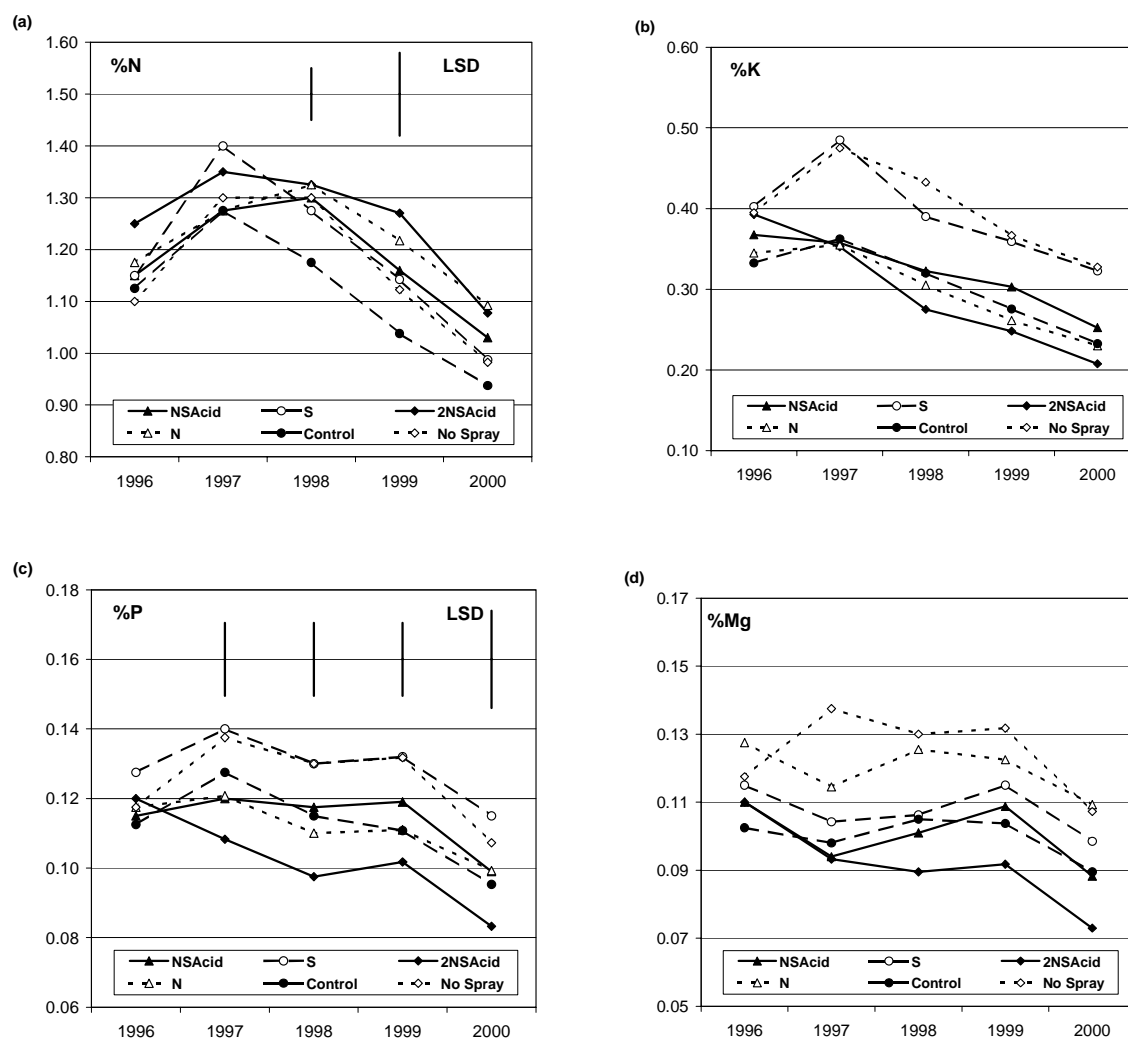 (a)
%N
LSD
1.60
1.50
1.40
1.30
1.20
1.10
1.00
0.90
0.80
NSAcid S 2NSAcid
N Control No Spray
1996 1997 1998 1999 2000
(b)
%K
0.60
0.50
0.40
0.30
0.20
0.10
NSAcid S 2NSAcid
N Control No Spray
1996 1997 1998 1999 2000
(c)
%P
LSD
0.18
0.16
0.14
0.12
0.10
0.08
0.06
NSAcid S 2NSAcid
N Control No Spray
1996 1997 1998 1999 2000
(d)
%Mg
0.17
0.15
0.13
0.11
0.09
0.07
0.05
NSAcid S 2NSAcid
N Control No Spray
1996 1997 1998 1999 2000